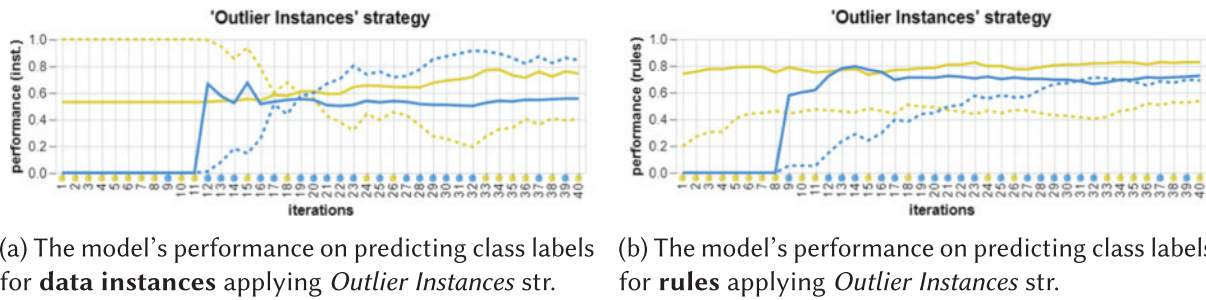 'Outlier Instances' strategy
performance (inst.)
1.0
0.8
0.6
0.4
0.2
0.0
1 2 3 4 5 6 7 8 9 10 11 12 13 14 15 16 17 18 19 20 21 22 23 24 25 26 27 28 29 30 31 32 33 34 35 36 37 38 39 40
iterations
(a) The model's performance on predicting class labels
for data instances applying Outlier Instances str.
'Outlier Instances' strategy
performance (rules)
1.0
0.8
0.6
0.4
0.2
0.0
1 2 3 4 5 6 7 8 9 10 11 12 13 14 15 16 17 18 19 20 21 22 23 24 25 26 27 28 29 30 31 32 33 34 35 36 37 38 39 40
iterations
(b) The model's performance on predicting class labels
for rules applying Outlier Instances str.